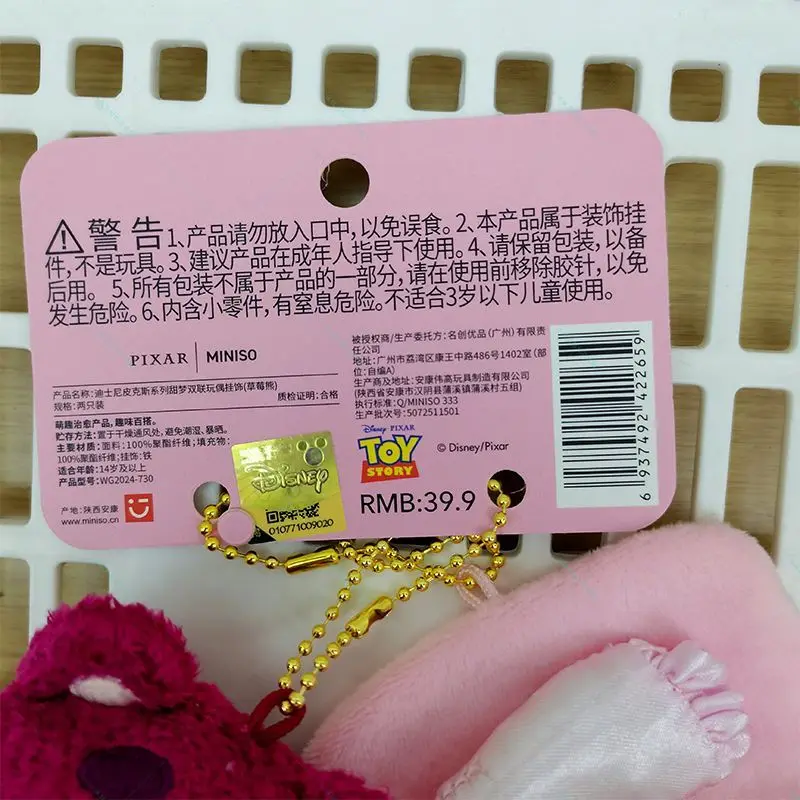 警告 1、产品请勿放入口中,以免误食。2、本产品属于装饰挂
件,不是玩具。3、建议产品在成年人指导下使用。4、请保留包装,以备
后用。 5、所有包装不属于产品的一部分,请在使用前移除胶针,以免
发生危险。6、内含小零件,有窒息危险。不适合3岁以下儿童使用。
PIXAR | MINISO
产品名称:迪士尼皮克斯系列甜梦双联玩偶挂饰(草莓熊)
规格:两只装
质检证明:合格
萌趣治愈产品,趣味百搭。
贮存方法:置于干燥通风处,避免潮湿、暴晒。
主要材质:面料:100%聚酯纤维;填充物:
100%聚酯纤维;挂饰:铁
适合年龄:14岁及以上
产品型号:WG2024-730
产地:陕西安康
www.miniso.cn
被授权商/生产委托方:名创优品(广州)有限责
任公司
地址:广州市荔湾区康王中路486号1402室(部
位:自编A)
生产商及地址:安康伟高玩具制造有限公司
(陕西省安康市汉阴县蒲溪镇蒲溪村五组)
执行标准:Q/MINISO 333
生产批次号:5072511501
Disney PIXAR
TOY
STORY
© Disney/Pixar
RMB:39.9
Disney
010771009020
6 937492 422659